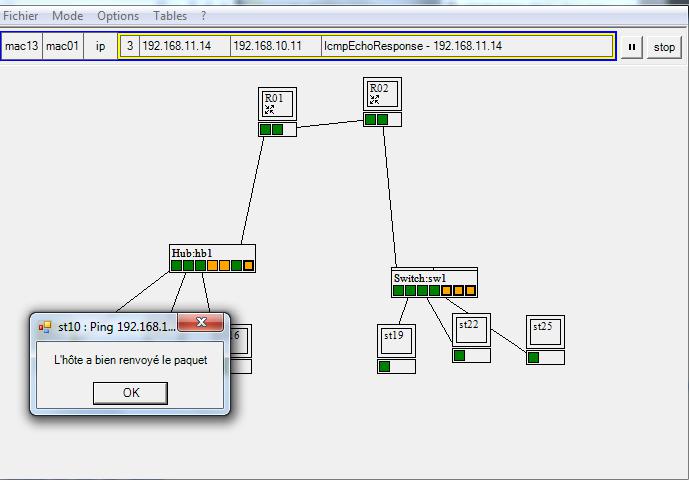 Fichier Mode Options Tables ?
mac13 mac01 ip 3 192.168.11.14 192.168.10.11 IcmpEchoResponse - 192.168.11.14 stop
R01
R02
Hub:hb1
Switch:sw1
st10 : Ping 192.168.1...
L'hôte a bien renvoyé le paquet
OK
st19
st22
st25